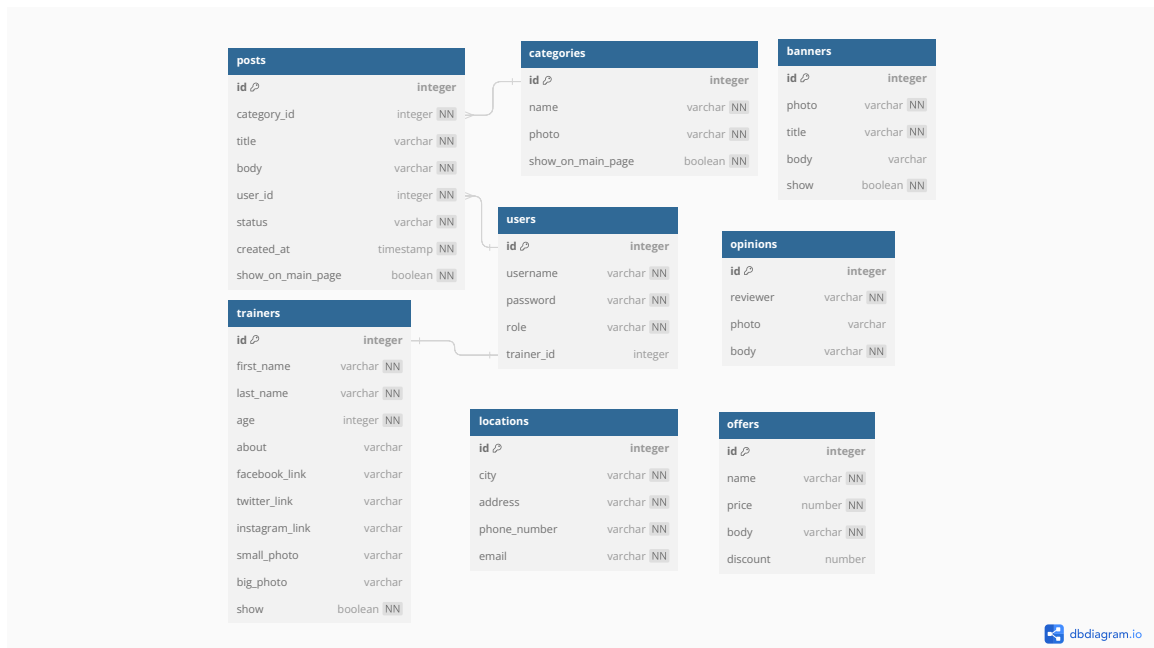 posts
id integer
category_id integer NN
title varchar NN
body varchar NN
user_id integer NN
status varchar NN
created_at timestamp NN
show_on_main_page boolean NN
categories
id integer
name varchar NN
photo varchar NN
show_on_main_page boolean NN
banners
id integer
photo varchar NN
title varchar NN
body varchar
show boolean NN
users
id integer
username varchar NN
password varchar NN
role varchar NN
trainer_id integer
opinions
id integer
reviewer varchar NN
photo varchar
body varchar NN
trainers
id integer
first_name varchar NN
last_name varchar NN
age integer NN
about varchar
facebook_link varchar
twitter_link varchar
instagram_link varchar
small_photo varchar
big_photo varchar
show boolean NN
locations
id integer
city varchar NN
address varchar NN
phone_number varchar NN
email varchar NN
offers
id integer
name varchar NN
price number NN
body varchar NN
discount number
dbdiagram.io